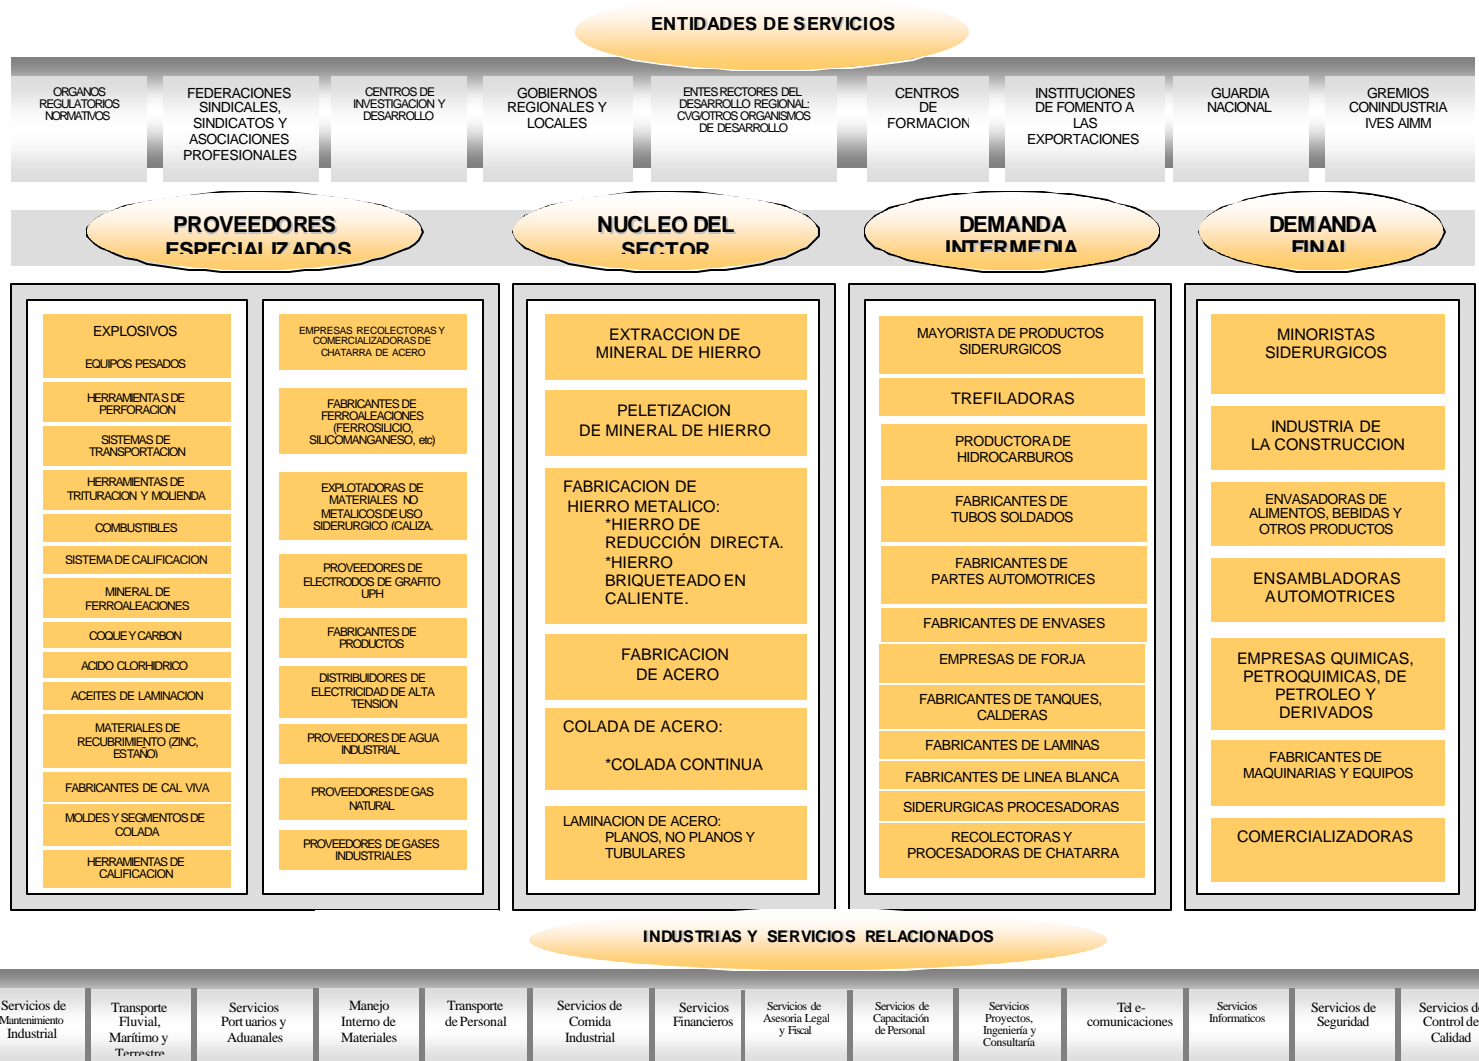 ENTIDADES DE SERVICIOS
ORGANOS
REGULATORIOS
NORMATIVOS
FEDERACIONES
SINDICALES,
SINDICATOS Y
ASOCIACIONES
PROFESIONALES
CENTROS DE
INVESTIGACION Y
DESARROLLO
GOBIERNOS
REGIONALES Y
LOCALES
ENTES RECTORES DEL
DESARROLLO REGIONAL:
CVG/OTROS ORGANISMOS
DE DESARROLLO
CENTROS
DE
FORMACION
INSTITUCIONES
DE FOMENTO A
LAS
EXPORTACIONES
GUARDIA
NACIONAL
GREMIOS
CONINDUSTRIA
IVES AIMM
PROVEEDORES
ESPECIALIZADOS
NUCLEO DEL
SECTOR
DEMANDA
INTERMEDIA
DEMANDA
FINAL
EXPLOSIVOS
EQUIPOS PESADOS
HERRAMIENTAS DE
PERFORACION
SISTEMAS DE
TRANSPORTACION
HERRAMIENTAS DE
TRITURACION Y MOLIENDA
COMBUSTIBLES
SISTEMA DE CALIFICACION
MINERAL DE
FERROALEACIONES
COQUE Y CARBON
ACIDO CLORHIDRICO
ACEITES DE LAMINACION
MATERIALES DE
RECUBRIMIENTO (ZINC,
ESTAÑO)
FABRICANTES DE CAL VIVA
MOLDES Y SEGMENTOS DE
COLADA
HERRAMIENTAS DE
CALIFICACION
EMPRESAS RECOLECTORAS Y
COMERCIALIZADORAS DE
CHATARRA DE ACERO
FABRICANTES DE
FERROALEACIONES
(FERROSILICIO,
SILICOMANGANESO, etc)
EXPLOTADORAS DE
MATERIALES NO
METALICOS DE USO
SIDERURGICO (CALIZA.
PROVEEDORES DE
ELECTRODOS DE GRAFITO
UPH
FABRICANTES DE
PRODUCTOS
DISTRIBUIDORES DE
ELECTRICIDAD DE ALTA
TENSION
PROVEEDORES DE AGUA
INDUSTRIAL
PROVEEDORES DE GAS
NATURAL
PROVEEDORES DE GASES
INDUSTRIALES
EXTRACCION DE
MINERAL DE HIERRO
PELETIZACION
DE MINERAL DE HIERRO
FABRICACION DE
HIERRO METALICO:
*HIERRO DE
REDUCCIÓN DIRECTA.
*HIERRO
BRIQUETEADO EN
CALIENTE.
FABRICACION
DE ACERO
COLADA DE ACERO:
*COLADA CONTINUA
LAMINACION DE ACERO:
PLANOS, NO PLANOS Y
TUBULARES
MAYORISTA DE PRODUCTOS
SIDERURGICOS
TREFILADORAS
PRODUCTORA DE
HIDROCARBUROS
FABRICANTES DE
TUBOS SOLDADOS
FABRICANTES DE
PARTES AUTOMOTRICES
FABRICANTES DE ENVASES
EMPRESAS DE FORJA
FABRICANTES DE TANQUES,
CALDERAS
FABRICANTES DE LAMINAS
FABRICANTES DE LINEA BLANCA
SIDERURGICAS PROCESADORAS
RECOLECTORAS Y
PROCESADORAS DE CHATARRA
MINORISTAS
SIDERURGICOS
INDUSTRIA DE
LA CONSTRUCCION
ENVASADORAS DE
ALIMENTOS, BEBIDAS Y
OTROS PRODUCTOS
ENSAMBLADORAS
AUTOMOTRICES
EMPRESAS QUIMICAS,
PETROQUIMICAS, DE
PETROLEO Y
DERIVADOS
FABRICANTES DE
MAQUINARIAS Y EQUIPOS
COMERCIALIZADORAS
INDUSTRIAS Y SERVICIOS RELACIONADOS
Servicios de
Mantenimiento
Industrial
Transporte
Fluvial,
Marítimo y
Terrestre
Servicios
Portuarios y
Aduanales
Manejo
Interno de
Materiales
Transporte
de Personal
Servicios de
Comida
Industrial
Servicios
Financieros
Servicios de
Asesoria Legal
y Fiscal
Servicios de
Capacitación
de Personal
Servicios
Proyectos,
Ingeniería y
Consultaría
Tel e-
comunicaciones
Servicios
Informaticos
Servicios de
Seguridad
Servicios de
Control de
Calidad